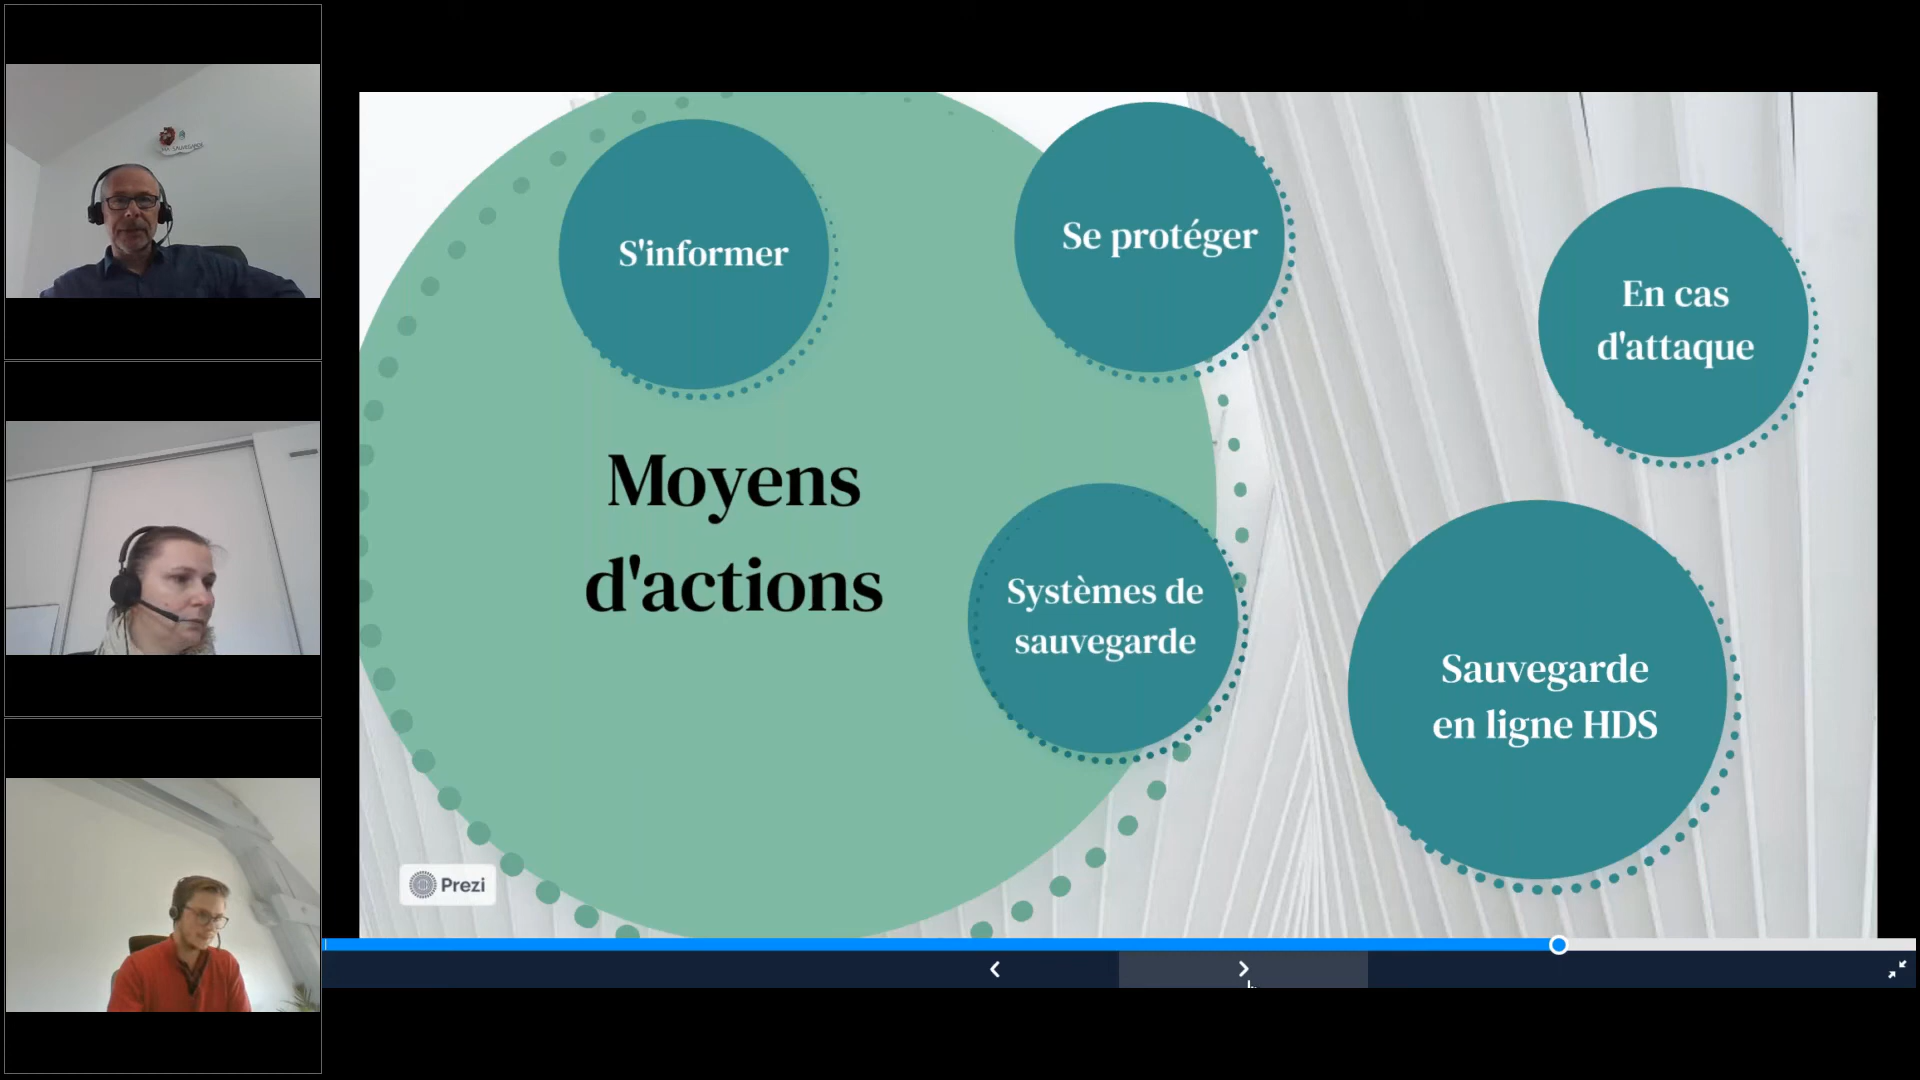 S'informer
Se protéger
En cas
d'attaque
Moyens
d'actions
Systèmes de
sauvegarde
Sauvegarde
en ligne HDS
Prezi